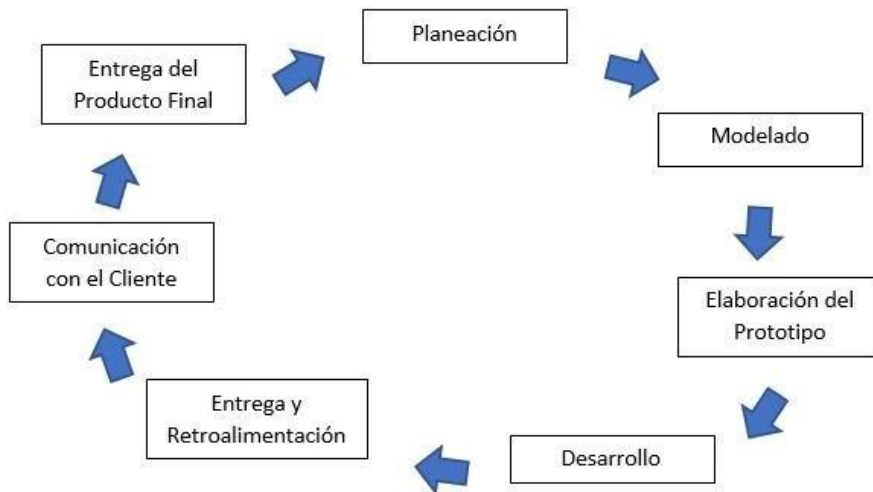 Planeación
Modelado
Elaboración del
Prototipo
Desarrollo
Entrega y
Retroalimentación
Comunicación
con el Cliente
Entrega del
Producto Final